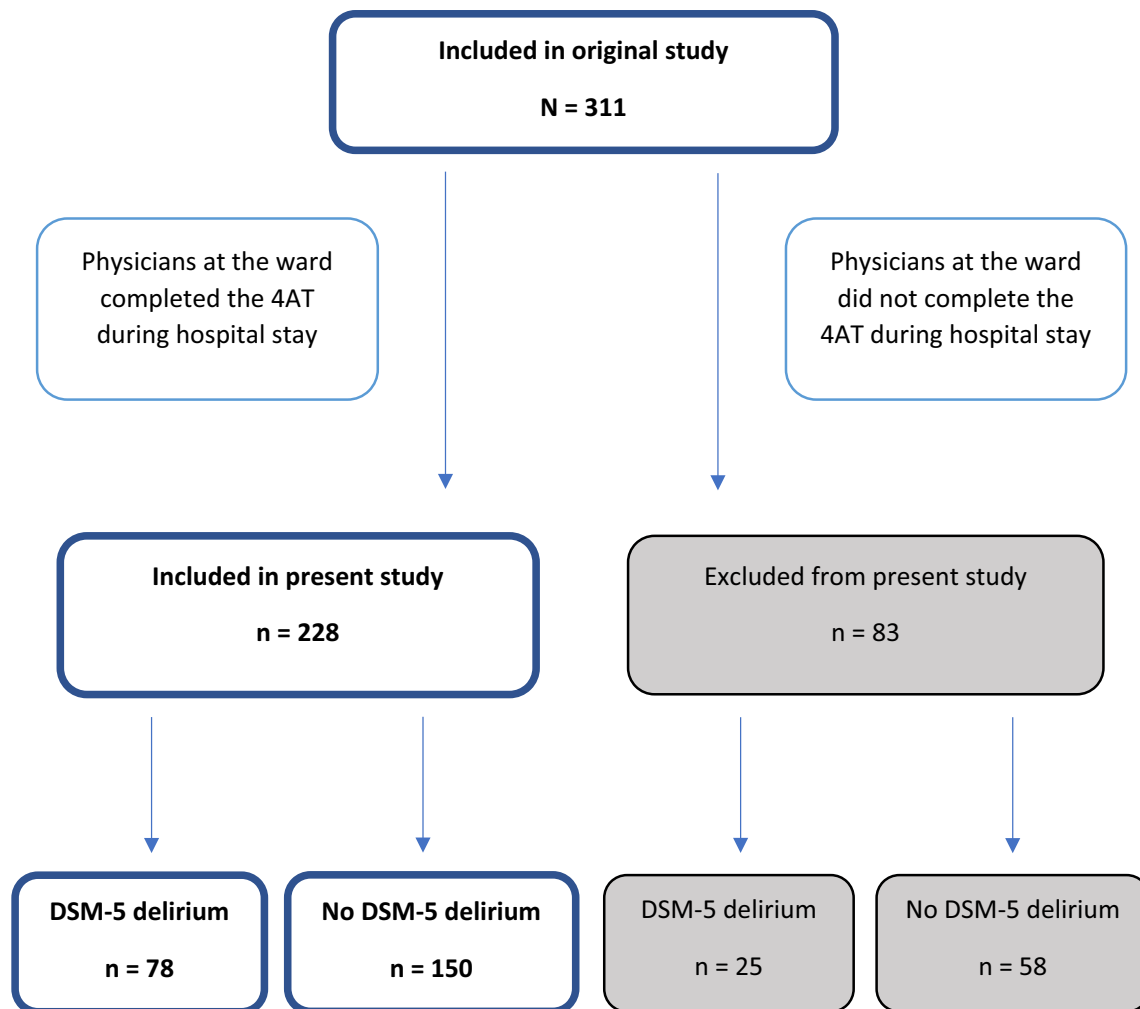 Included in original study
N = 311
Physicians at the ward
completed the 4AT
during hospital stay
Physicians at the ward
did not complete the
4AT during hospital stay
Included in present study
n = 228
Excluded from present study
n = 83
DSM-5 delirium
n = 78
No DSM-5 delirium
n = 150
DSM-5 delirium
n = 25
No DSM-5 delirium
n = 58